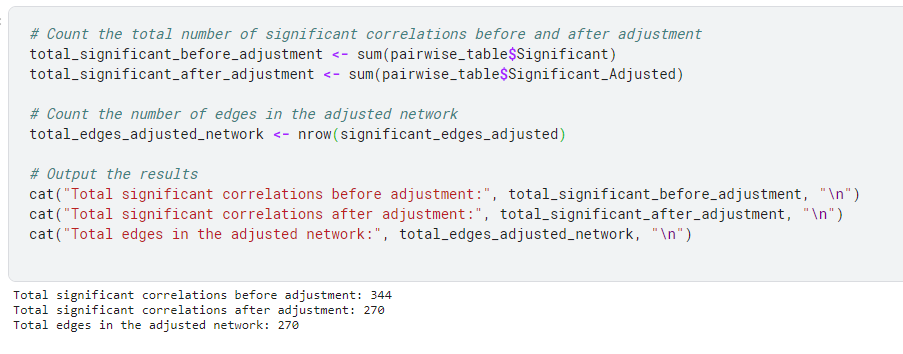 # Count the total number of significant correlations before and after adjustment
total_significant_before_adjustment <- sum(pairwise_table$Significant)
total_significant_after_adjustment <- sum(pairwise_table$Significant_Adjusted)
# Count the number of edges in the adjusted network
total_edges_adjusted_network <- nrow(significant_edges_adjusted)
# Output the results
cat("Total significant correlations before adjustment:", total_significant_before_adjustment, "\n")
cat("Total significant correlations after adjustment:", total_significant_after_adjustment, "\n")
cat("Total edges in the adjusted network:", total_edges_adjusted_network, "\n")
Total significant correlations before adjustment: 344
Total significant correlations after adjustment: 270
Total edges in the adjusted network: 270